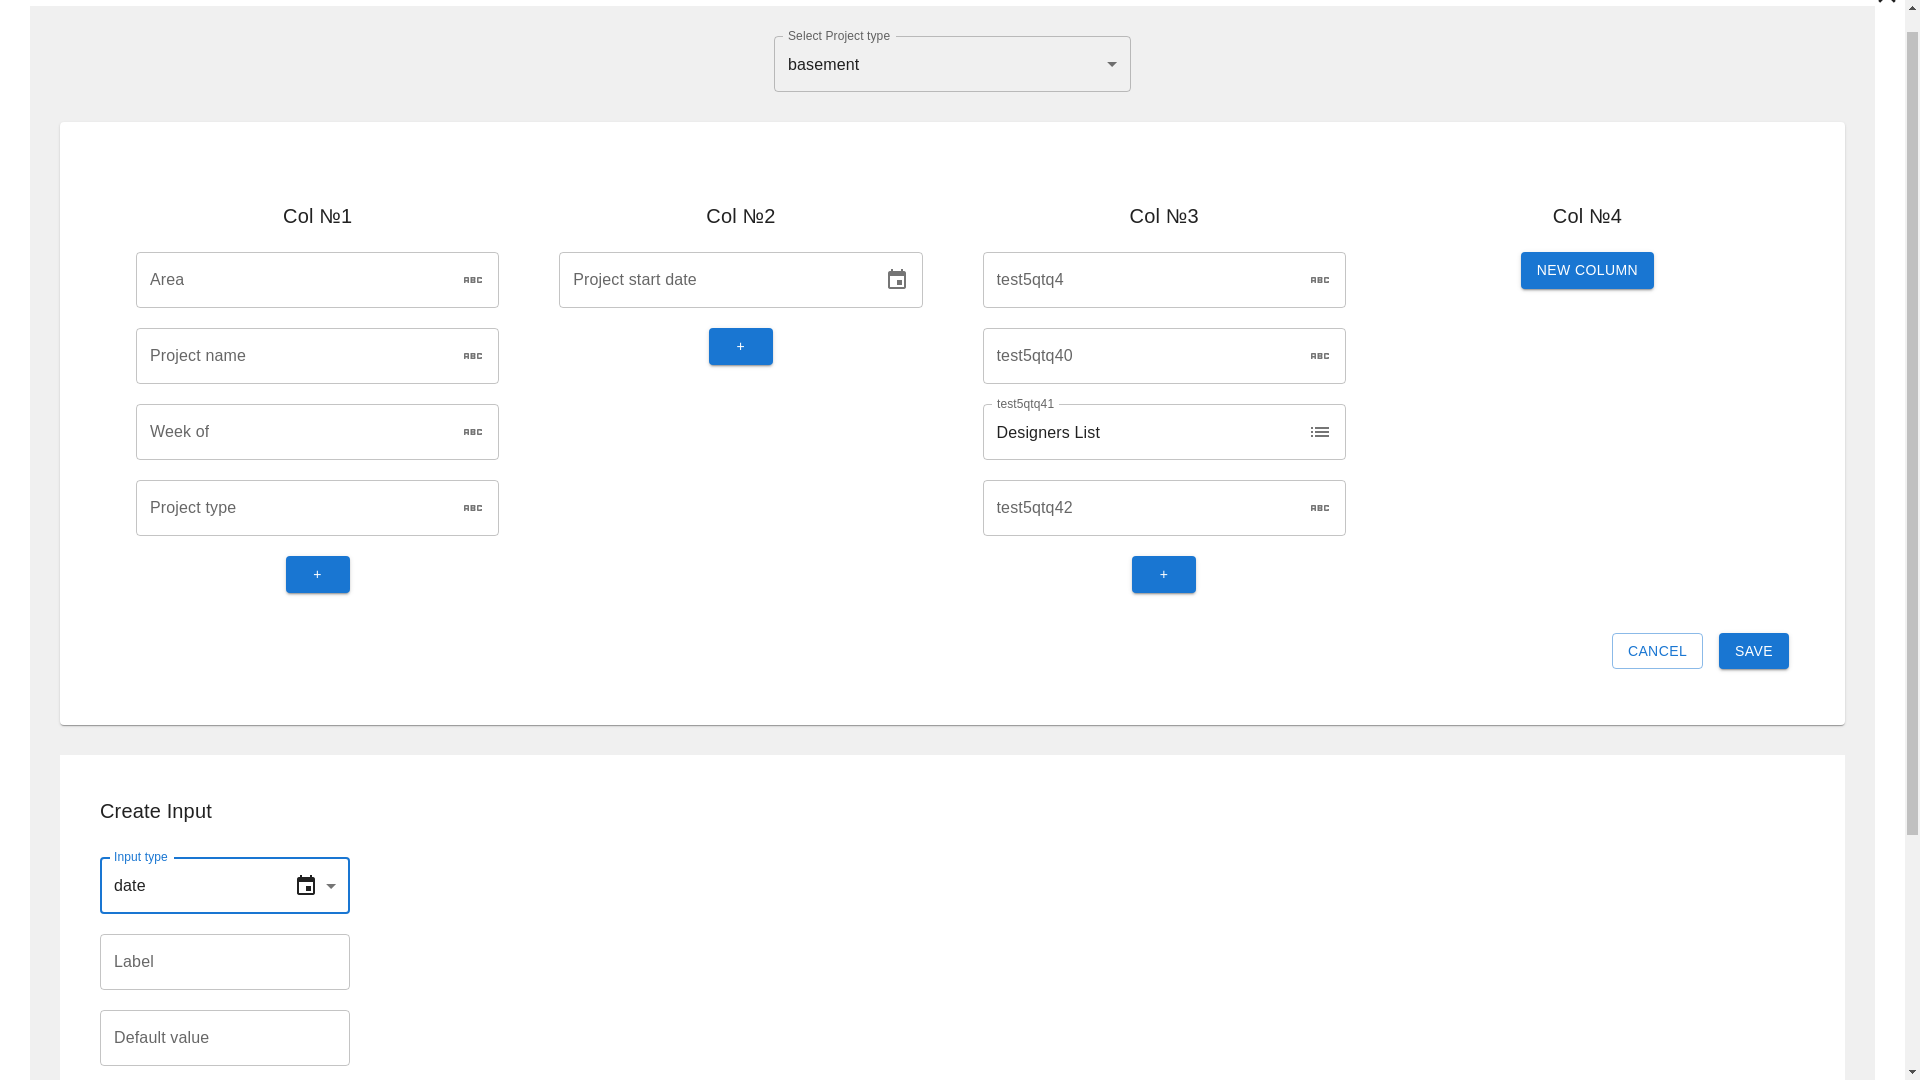 Select Project type
basement
Col №1
Col №2
Col №3
Col №4
Area
ABC
Project start date
test5qtq4
ABC
NEW COLUMN
Project name
ABC
+
test5qtq40
ABC
Week of
ABC
test5qtq41
Designers List
Project type
ABC
test5qtq42
ABC
+
+
CANCEL
SAVE
Create Input
Input type
date
Label
Default value